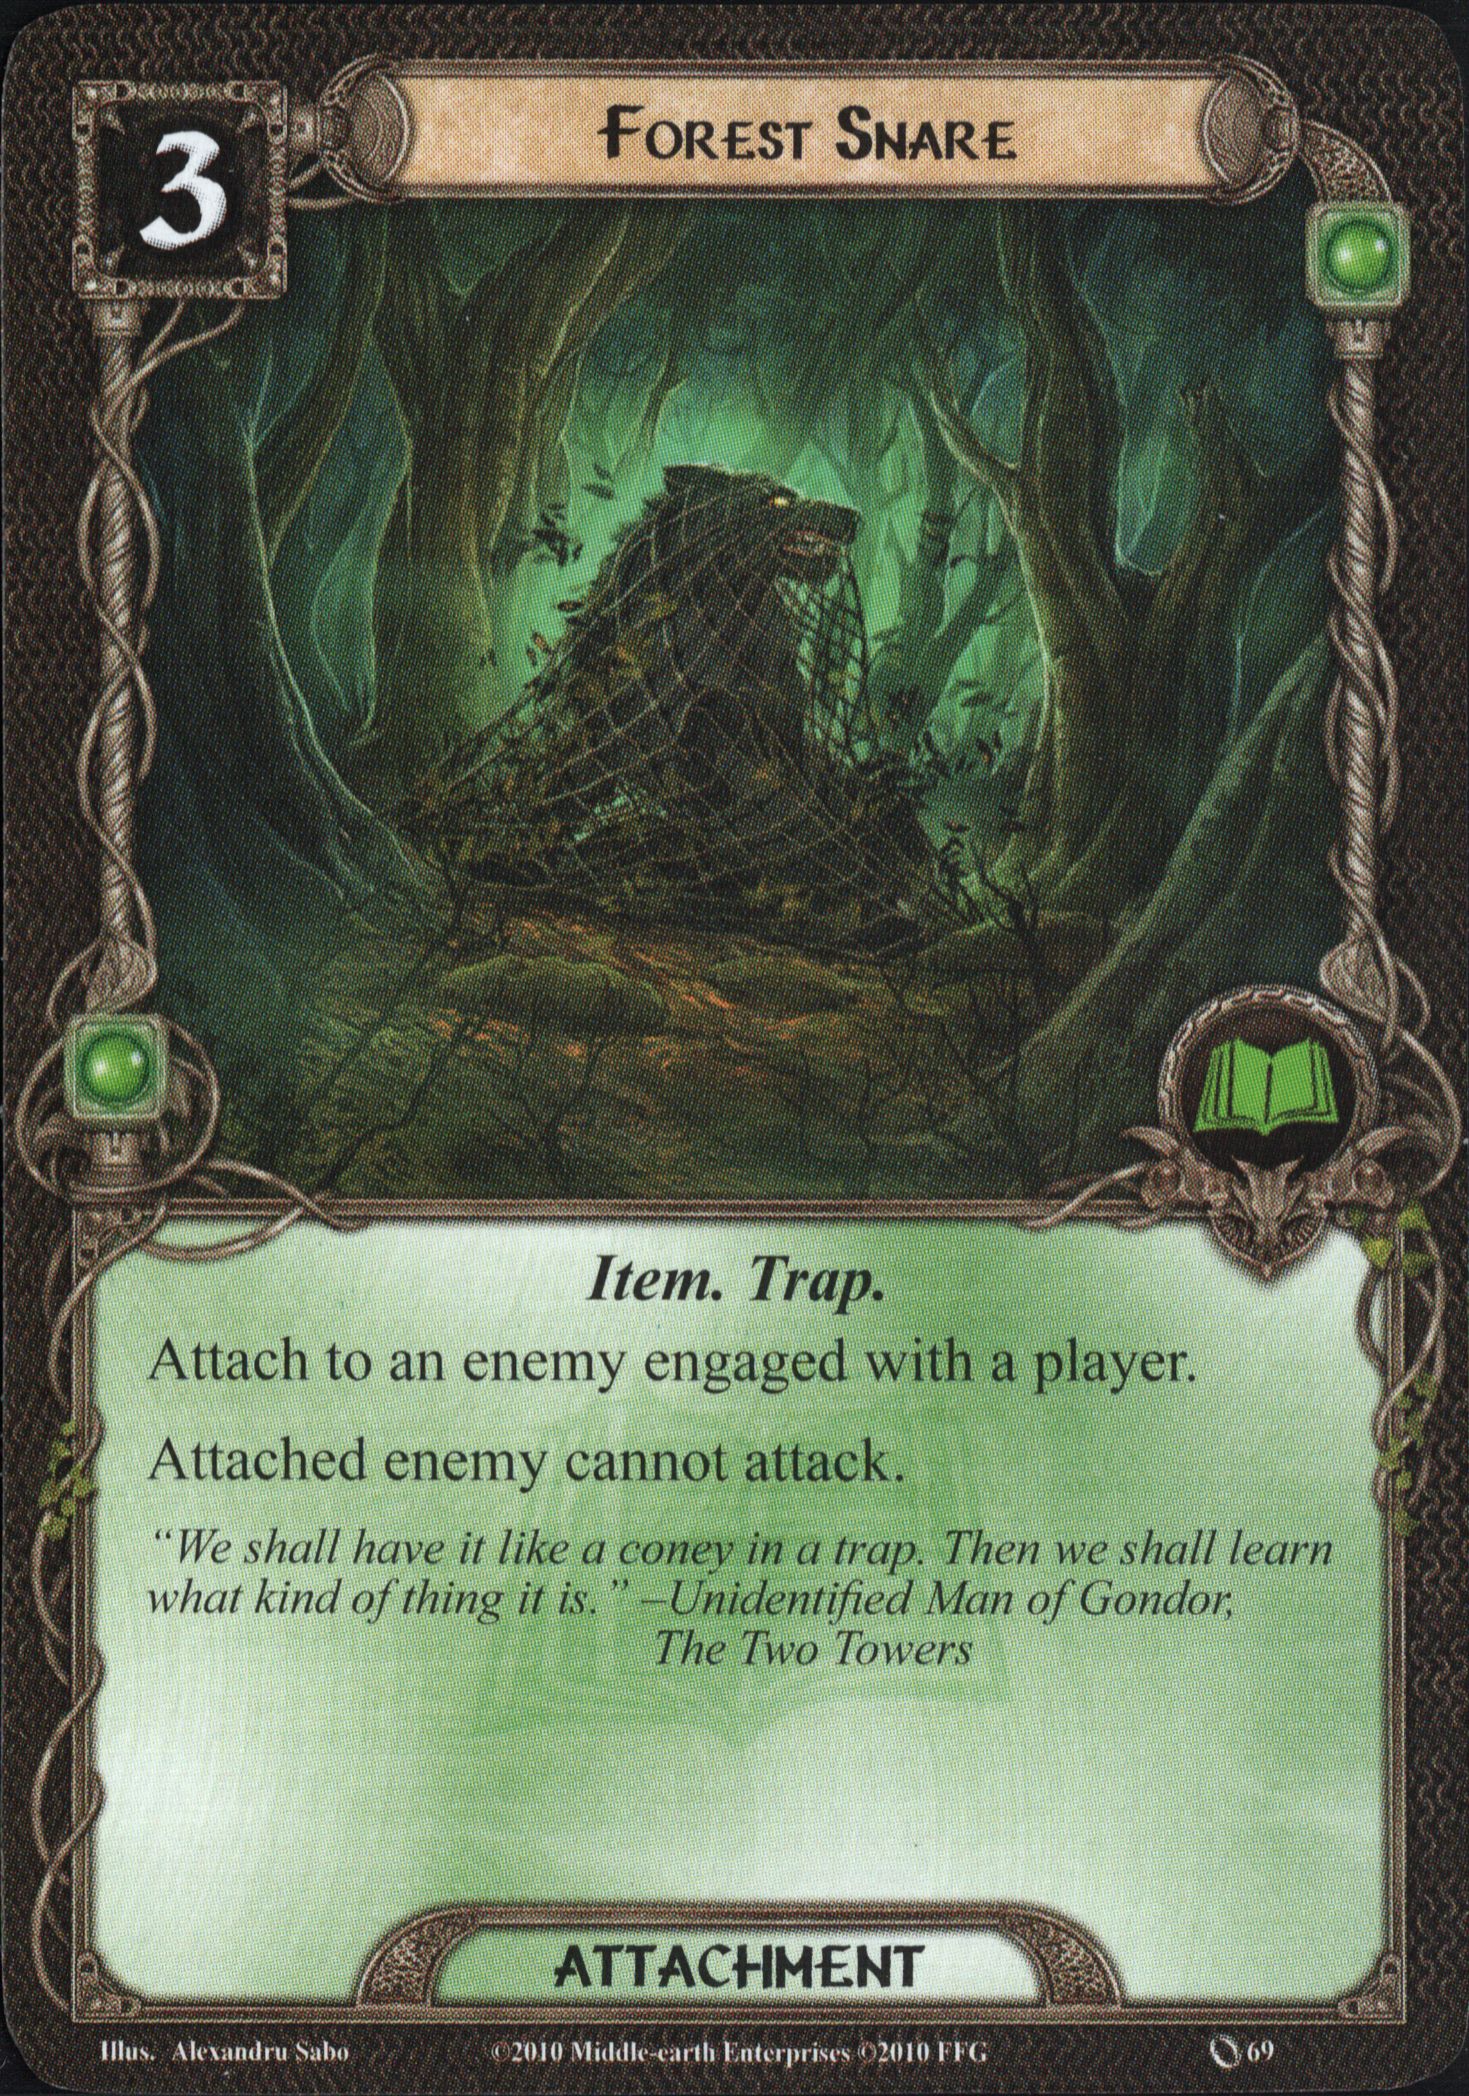 3
Forest Snare
Item. Trap.
Attach to an enemy engaged with a player.
Attached enemy cannot attack.
“We shall have it like a coney in a trap. Then we shall learn
what kind of thing it is.” –Unidentified Man of Gondor,
The Two Towers
ATTACHMENT
Illus. Alexandru Sabo ©2010 Middle-earth Enterprises ©2010 FFG 69